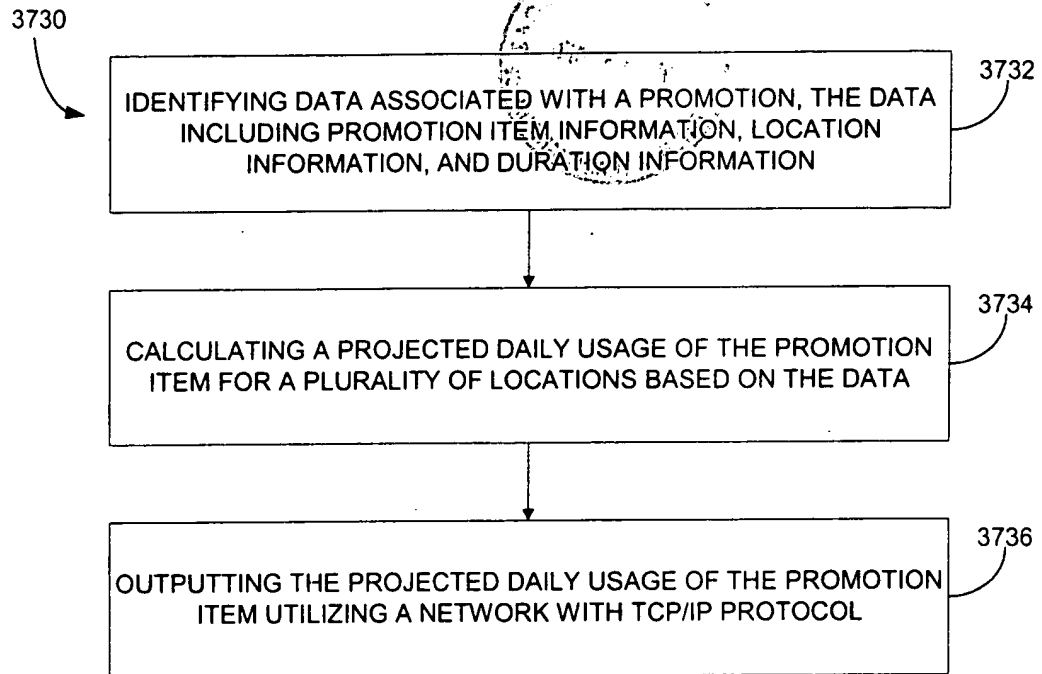 3730
3732
IDENTIFYING DATA ASSOCIATED WITH A PROMOTION, THE DATA
INCLUDING PROMOTION ITEM INFORMATION, LOCATION
INFORMATION, AND DURATION INFORMATION
3734
CALCULATING A PROJECTED DAILY USAGE OF THE PROMOTION
ITEM FOR A PLURALITY OF LOCATIONS BASED ON THE DATA
3736
OUTPUTTING THE PROJECTED DAILY USAGE OF THE PROMOTION
ITEM UTILIZING A NETWORK WITH TCP/IP PROTOCOL